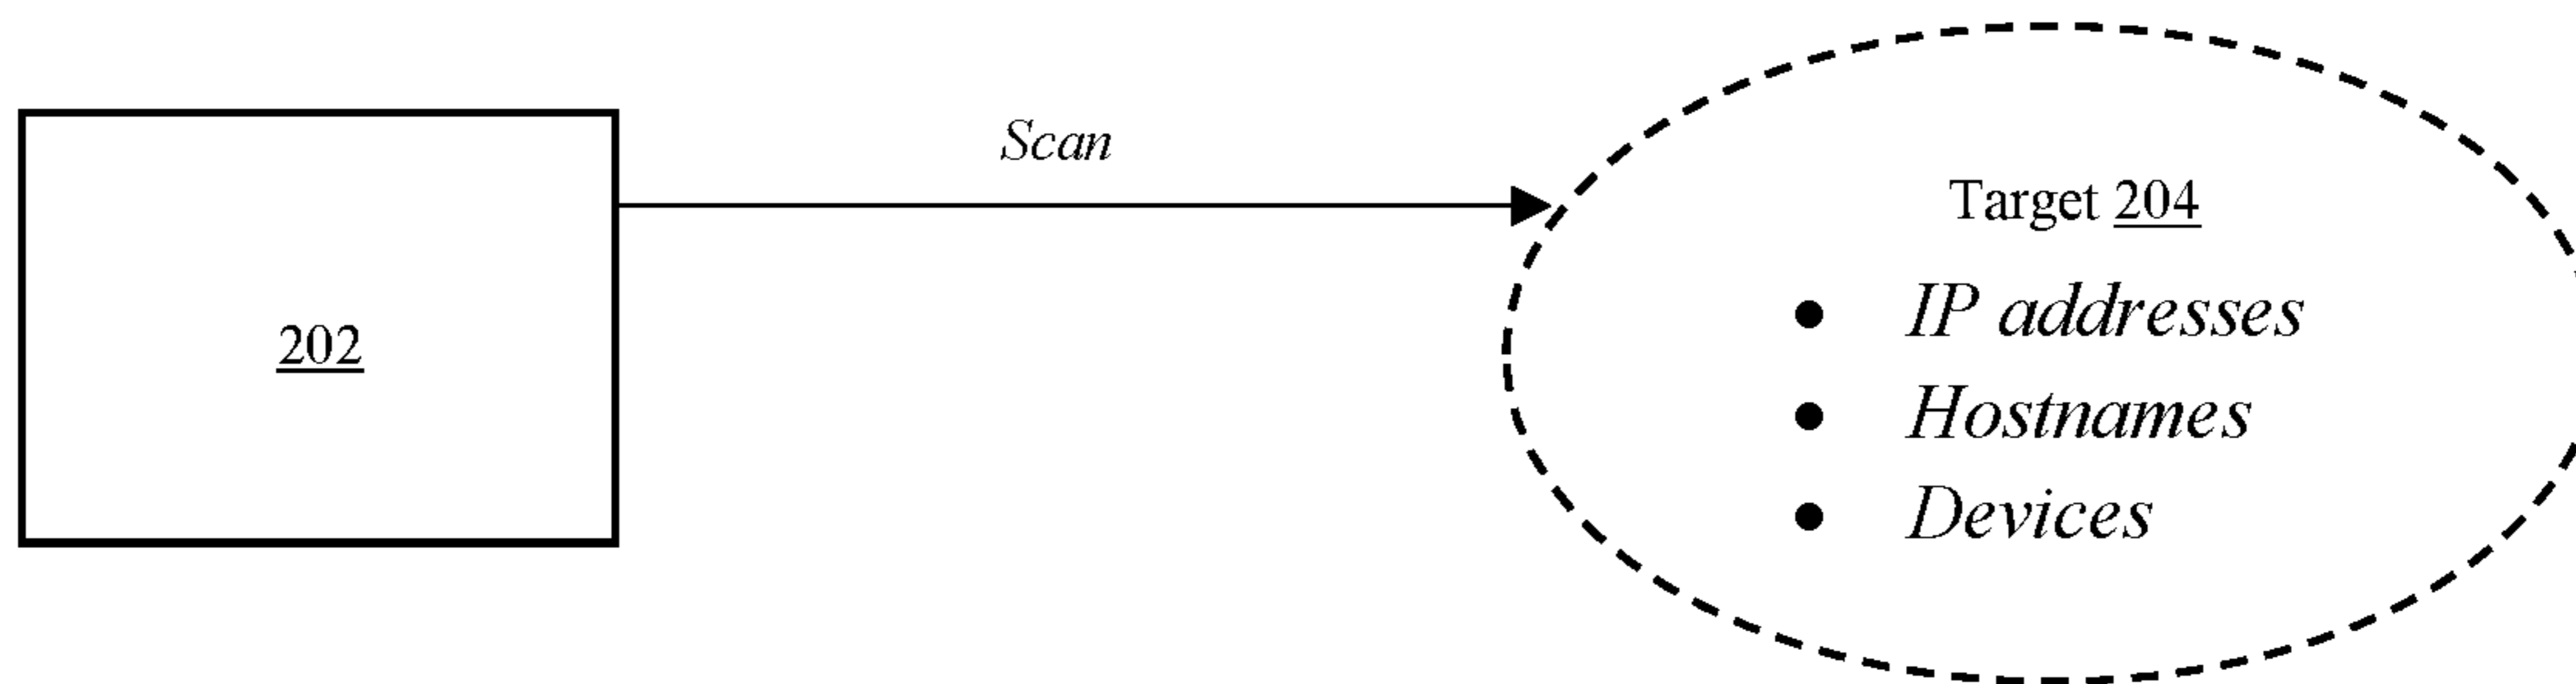 Scan
202
Target 204
• IP addresses
• Hostnames
• Devices